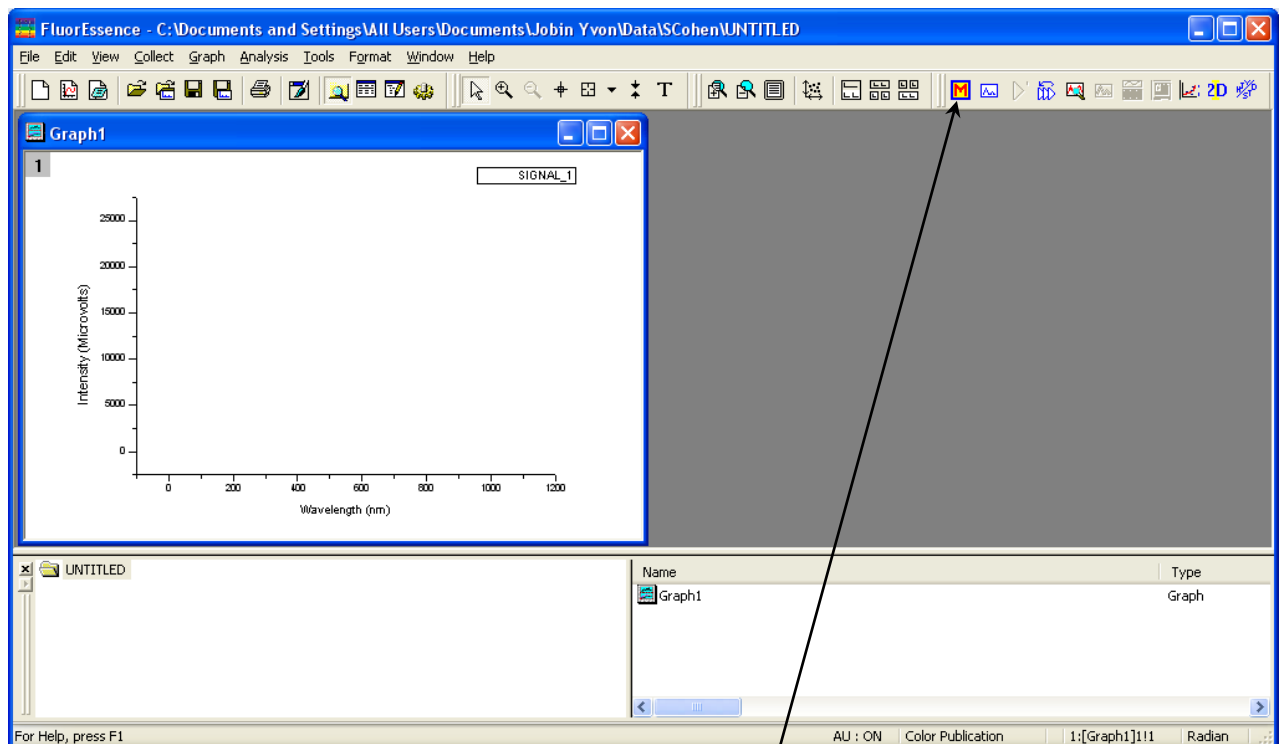 FluorEssence - C:\Documents and Settings\All Users\Documents\Jobin Yvon\Data\SCohen\UNTITLED
File Edit View Collect Graph Analysis Tools Format Window Help
T M 2D
Graph1
1
SIGNAL_1
25000
20000
15000
10000
5000
0
Intensity (Microvolts)
0 200 400 600 800 1000 1200
Wavelength (nm)
UNTITLED
Name Type
Graph1 Graph
For Help, press F1 AU : ON Color Publication 1:[Graph1]1!1 Radian